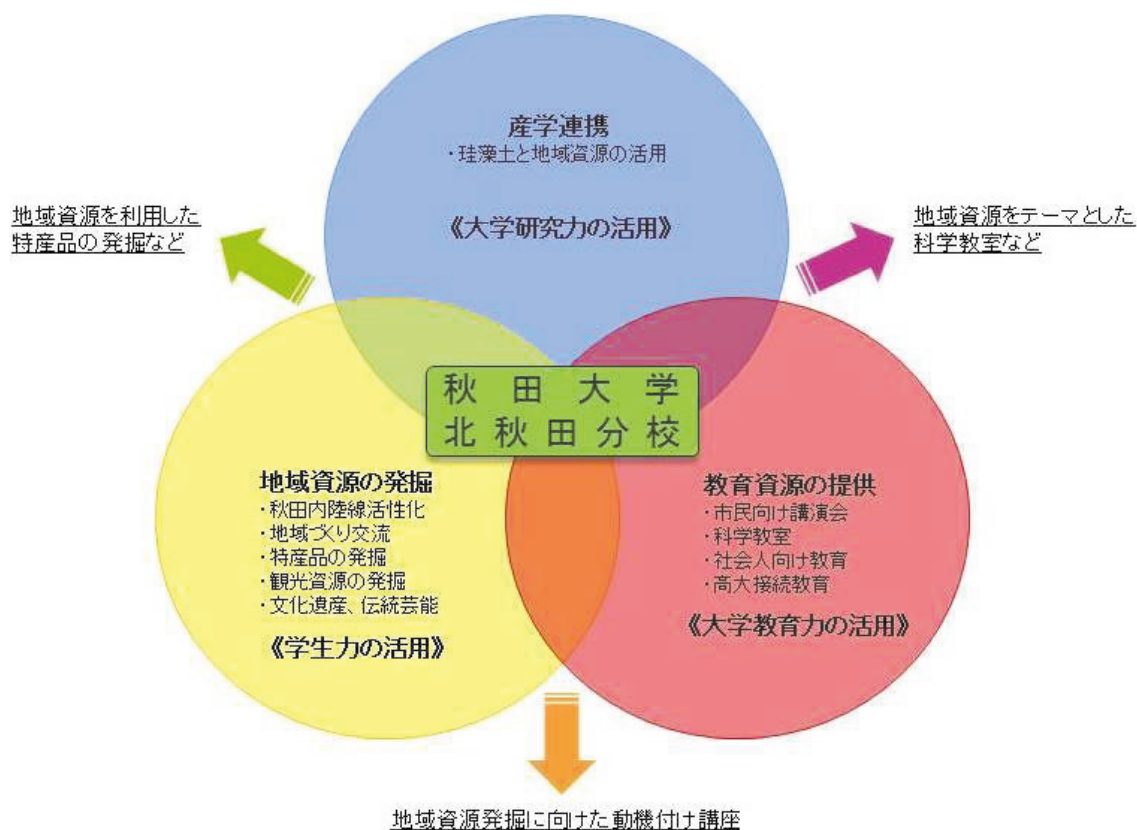 産学連携
・珪藻土と地域資源の活用
《大学研究力の活用》
地域資源を利用した
特産品の発掘など
地域資源をテーマとした
科学教室など
秋田大学
北秋田分校
地域資源の発掘
・秋田内陸線活性化
・地域づくり交流
・特産品の発掘
・観光資源の発掘
・文化遺産、伝統芸能
《学生力の活用》
教育資源の提供
・市民向け講演会
・科学教室
・社会人向け教育
・高大接続教育
《大学教育力の活用》
地域資源発掘に向けた動機付け講座